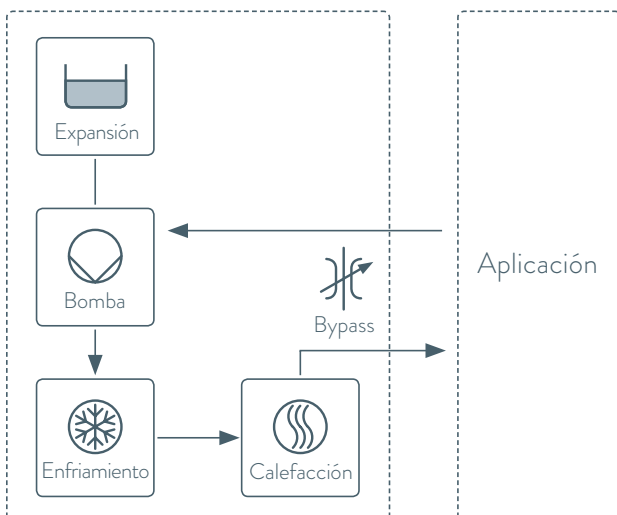 Expansión
Bomba
Aplicación
Bypass
Enfriamiento
Calefacción